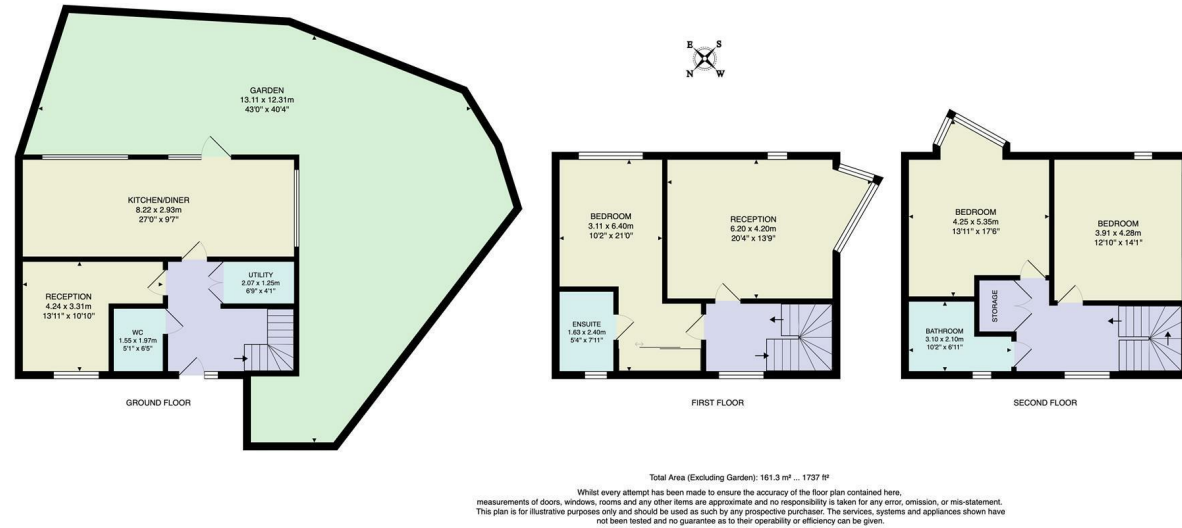 E S
N W
GARDEN
13.11 x 12.31m
43'0" x 40'4"
KITCHEN/DINER
8.22 x 2.93m
27'0" x 9'7"
RECEPTION
4.24 x 3.31m
13'11" x 10'10"
UTILITY
2.07 x 1.25m
6'9" x 4'1"
WC
1.55 x 1.97m
5'1" x 6'5"
GROUND FLOOR
BEDROOM
3.11 x 6.40m
10'2" x 21'0"
RECEPTION
6.20 x 4.20m
20'4" x 13'9"
ENSUITE
1.63 x 2.40m
5'4" x 7'11"
FIRST FLOOR
BEDROOM
4.25 x 5.35m
13'11" x 17'6"
BEDROOM
3.91 x 4.28m
12'10" x 14'1"
STORAGE
BATHROOM
3.10 x 2.10m
10'2" x 6'11"
SECOND FLOOR
Total Area (Excluding Garden): 161.3 m² ... 1737 ft²
Whilst every attempt has been made to ensure the accuracy of the floor plan contained here,
measurements of doors, windows, rooms and any other items are approximate and no responsibility is taken for any error, omission, or mis-statement.
This plan is for illustrative purposes only and should be used as such by any prospective purchaser. The services, systems and appliances shown have
not been tested and no guarantee as to their operability or efficiency can be given.